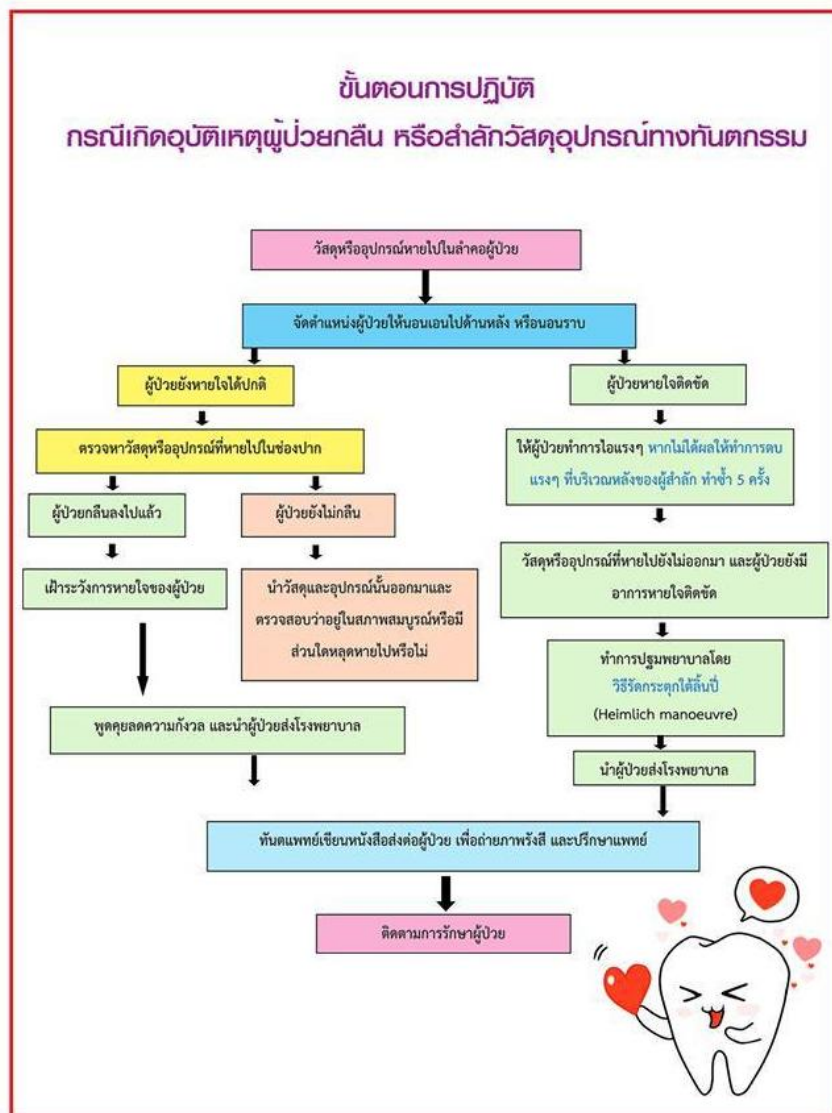 ขั้นตอนการปฏิบัติ
กรณีเกิดอุบัติเหตุผู้ป่วยกลืน หรือสำลักวัสดุอุปกรณ์ทางทันตกรรม
วัสดุหรืออุปกรณ์หายไปในลำคอผู้ป่วย
จัดตำแหน่งผู้ป่วยให้นอนเอนไปด้านหลัง หรือนอนราบ
ผู้ป่วยยังหายใจได้ปกติ
ตรวจหาวัสดุหรืออุปกรณ์ที่หายไปในช่องปาก
ผู้ป่วยกลืนลงไปแล้ว
เฝ้าระวังการหายใจของผู้ป่วย
พูดคุยลดความกังวล และนำผู้ป่วยส่งโรงพยาบาล
ผู้ป่วยยังไม่กลืน
นำวัสดุและอุปกรณ์นั้นออกมาและ
ตรวจสอบว่าอยู่ในสภาพสมบูรณ์หรือมี
ส่วนใดหลุดหายไปหรือไม่
ผู้ป่วยหายใจติดขัด
ให้ผู้ป่วยทำการไอแรงๆ หากไม่ได้ผลให้ทำการตบ
แรงๆ ที่บริเวณหลังของผู้สำลัก ทำซ้ำ 5 ครั้ง
วัสดุหรืออุปกรณ์ที่หายไปยังไม่ออกมา และผู้ป่วยยังมี
อาการหายใจติดขัด
ทำการปฐมพยาบาลโดย
วิธีรัดกระตุกใต้ลิ้นปี่
(Heimlich manoeuvre)
นำผู้ป่วยส่งโรงพยาบาล
ทันตแพทย์เขียนหนังสือส่งต่อผู้ป่วย เพื่อถ่ายภาพรังสี และปรึกษาแพทย์
ติดตามการรักษาผู้ป่วย